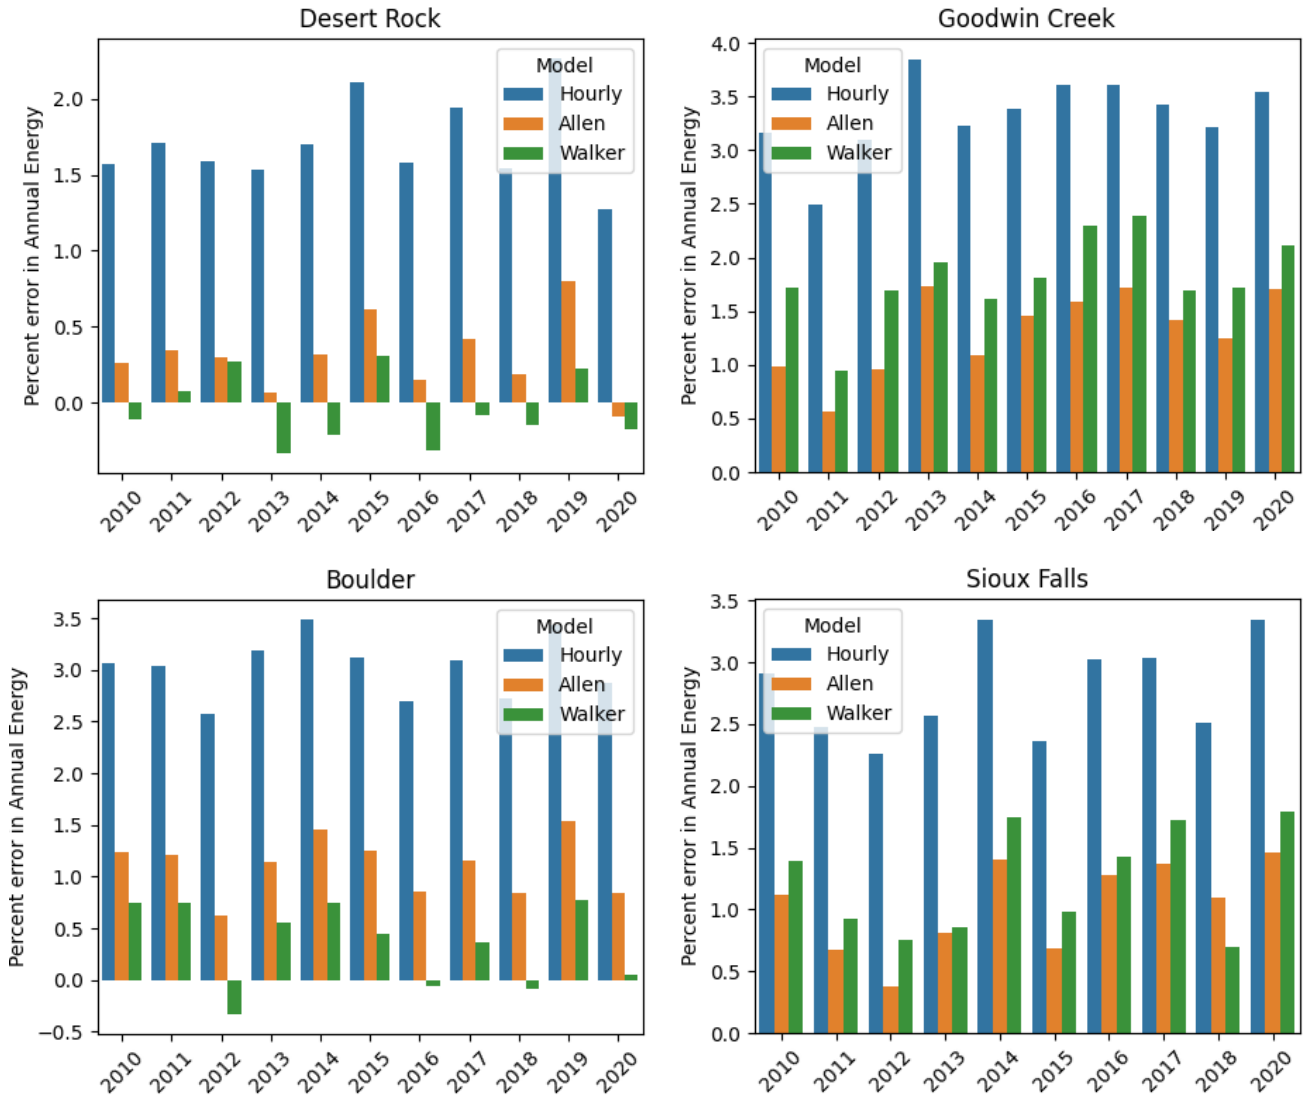 Desert Rock
Percent error in Annual Energy
2.0
1.5
1.0
0.5
0.0
Model
Hourly
Allen
Walker
2010 2011 2012 2013 2014 2015 2016 2017 2018 2019 2020
Goodwin Creek
Percent error in Annual Energy
4.0
3.5
3.0
2.5
2.0
1.5
1.0
0.5
0.0
Model
Hourly
Allen
Walker
2010 2011 2012 2013 2014 2015 2016 2017 2018 2019 2020
Boulder
Percent error in Annual Energy
3.5
3.0
2.5
2.0
1.5
1.0
0.5
0.0
−0.5
Model
Hourly
Allen
Walker
2010 2011 2012 2013 2014 2015 2016 2017 2018 2019 2020
Sioux Falls
Percent error in Annual Energy
3.5
3.0
2.5
2.0
1.5
1.0
0.5
0.0
Model
Hourly
Allen
Walker
2010 2011 2012 2013 2014 2015 2016 2017 2018 2020